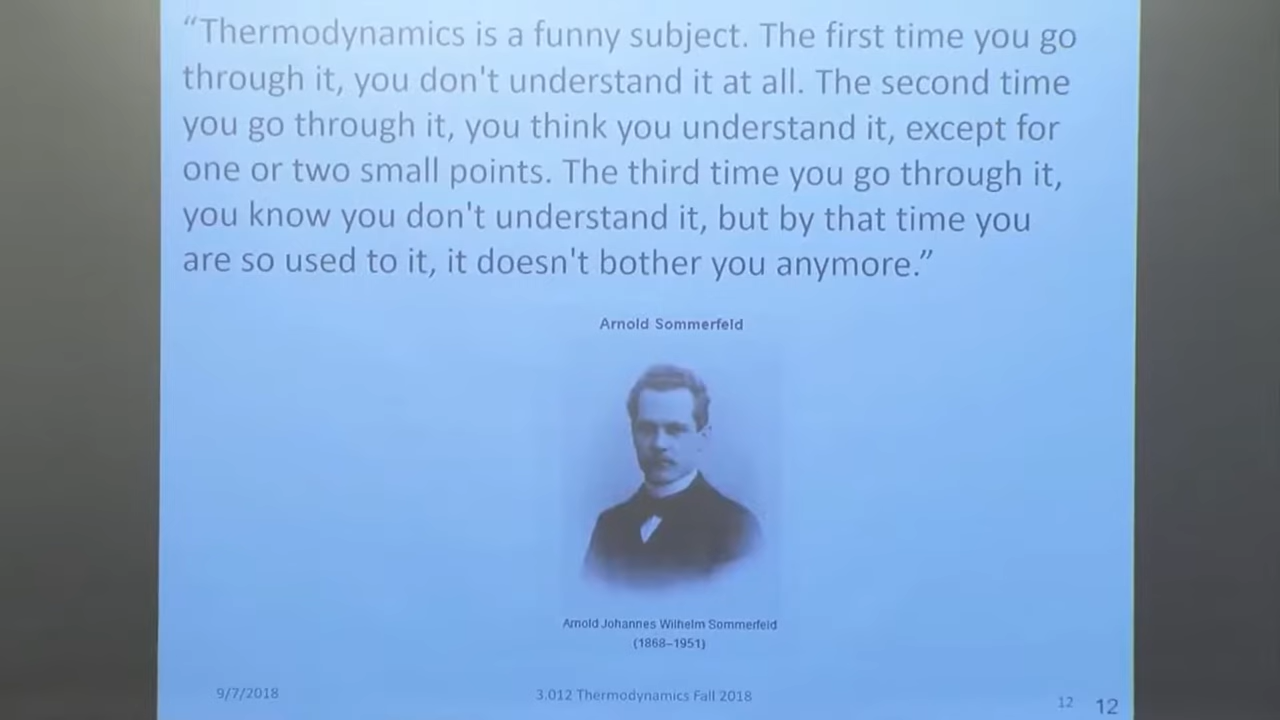 “Thermodynamics is a funny subject. The first time you go
through it, you don't understand it at all. The second time
you go through it, you think you understand it, except for
one or two small points. The third time you go through it,
you know you don't understand it, but by that time you
are so used to it, it doesn't bother you anymore.”
Arnold Sommerfeld
Arnold Johannes Wilhelm Sommerfeld
(1868–1951)
9/7/2018
3.012 Thermodynamics Fall 2018
12
12